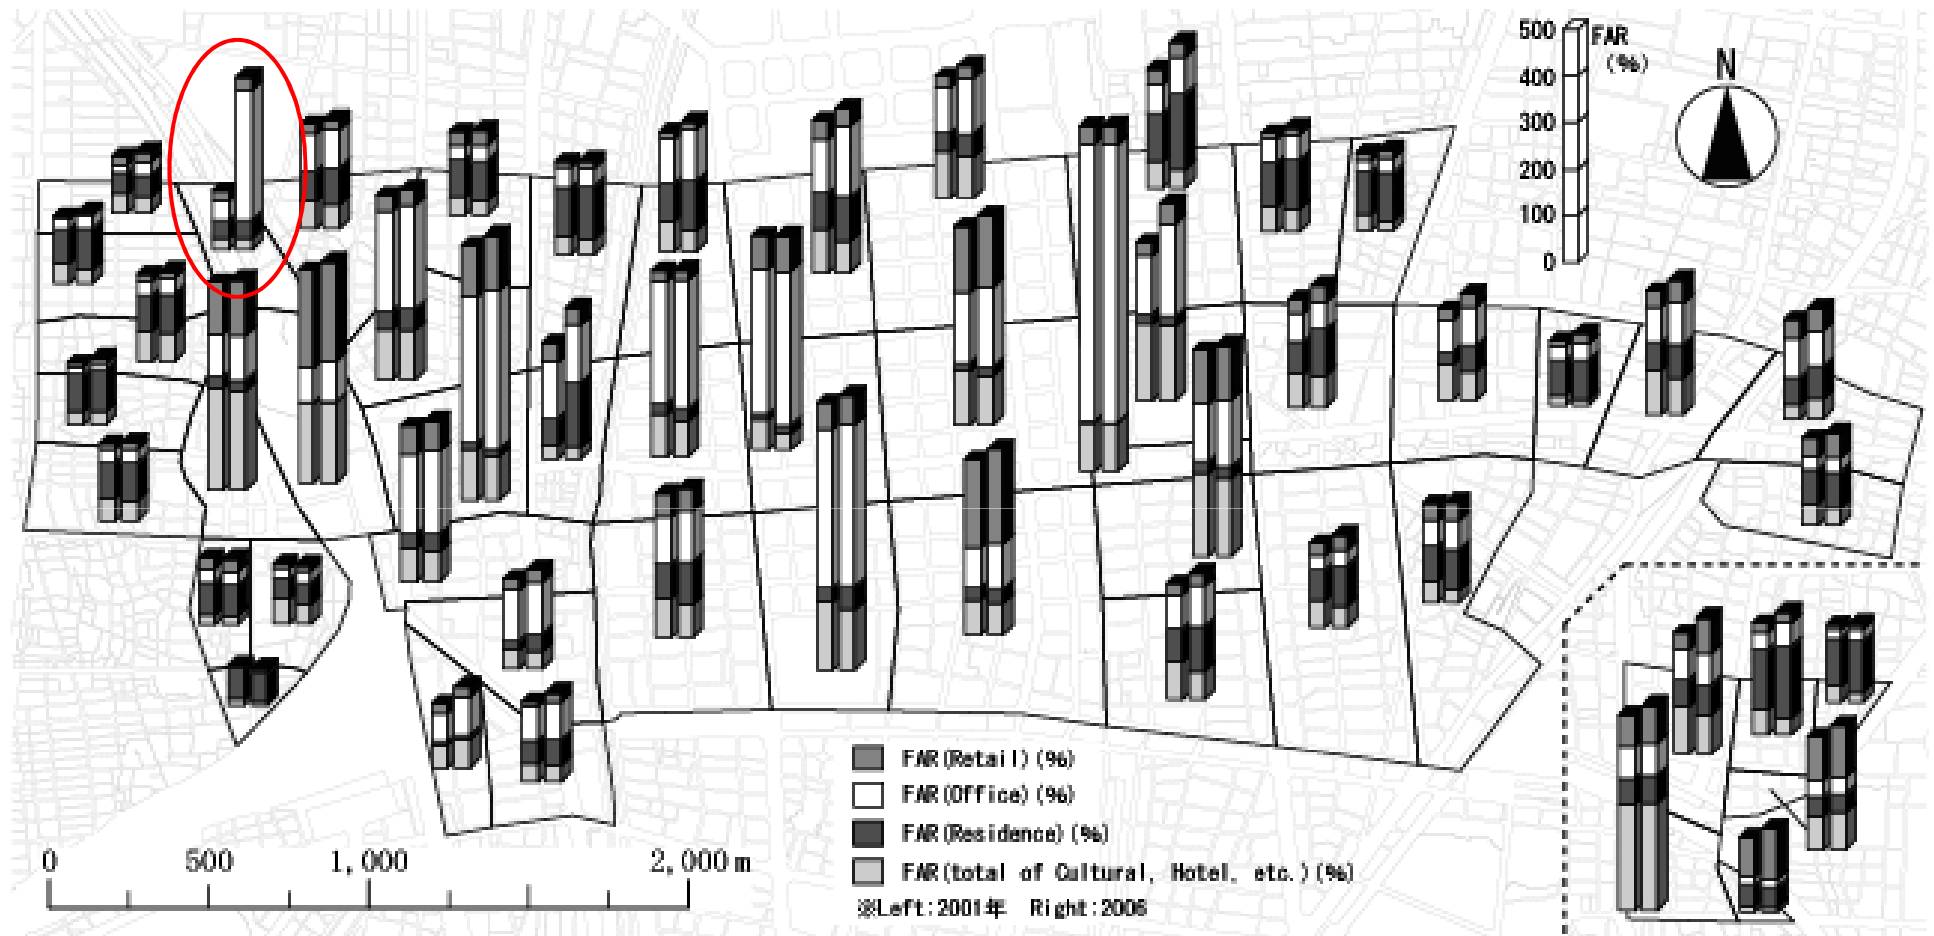 500
FAR
(%)
400
300
200
100
0
N
FAR(Retail)(%)
FAR(Office)(%)
FAR(Residence)(%)
FAR(total of Cultural, Hotel, etc.)(%)
※Left:2001年 Right:2006
0 500 1,000 2,000m